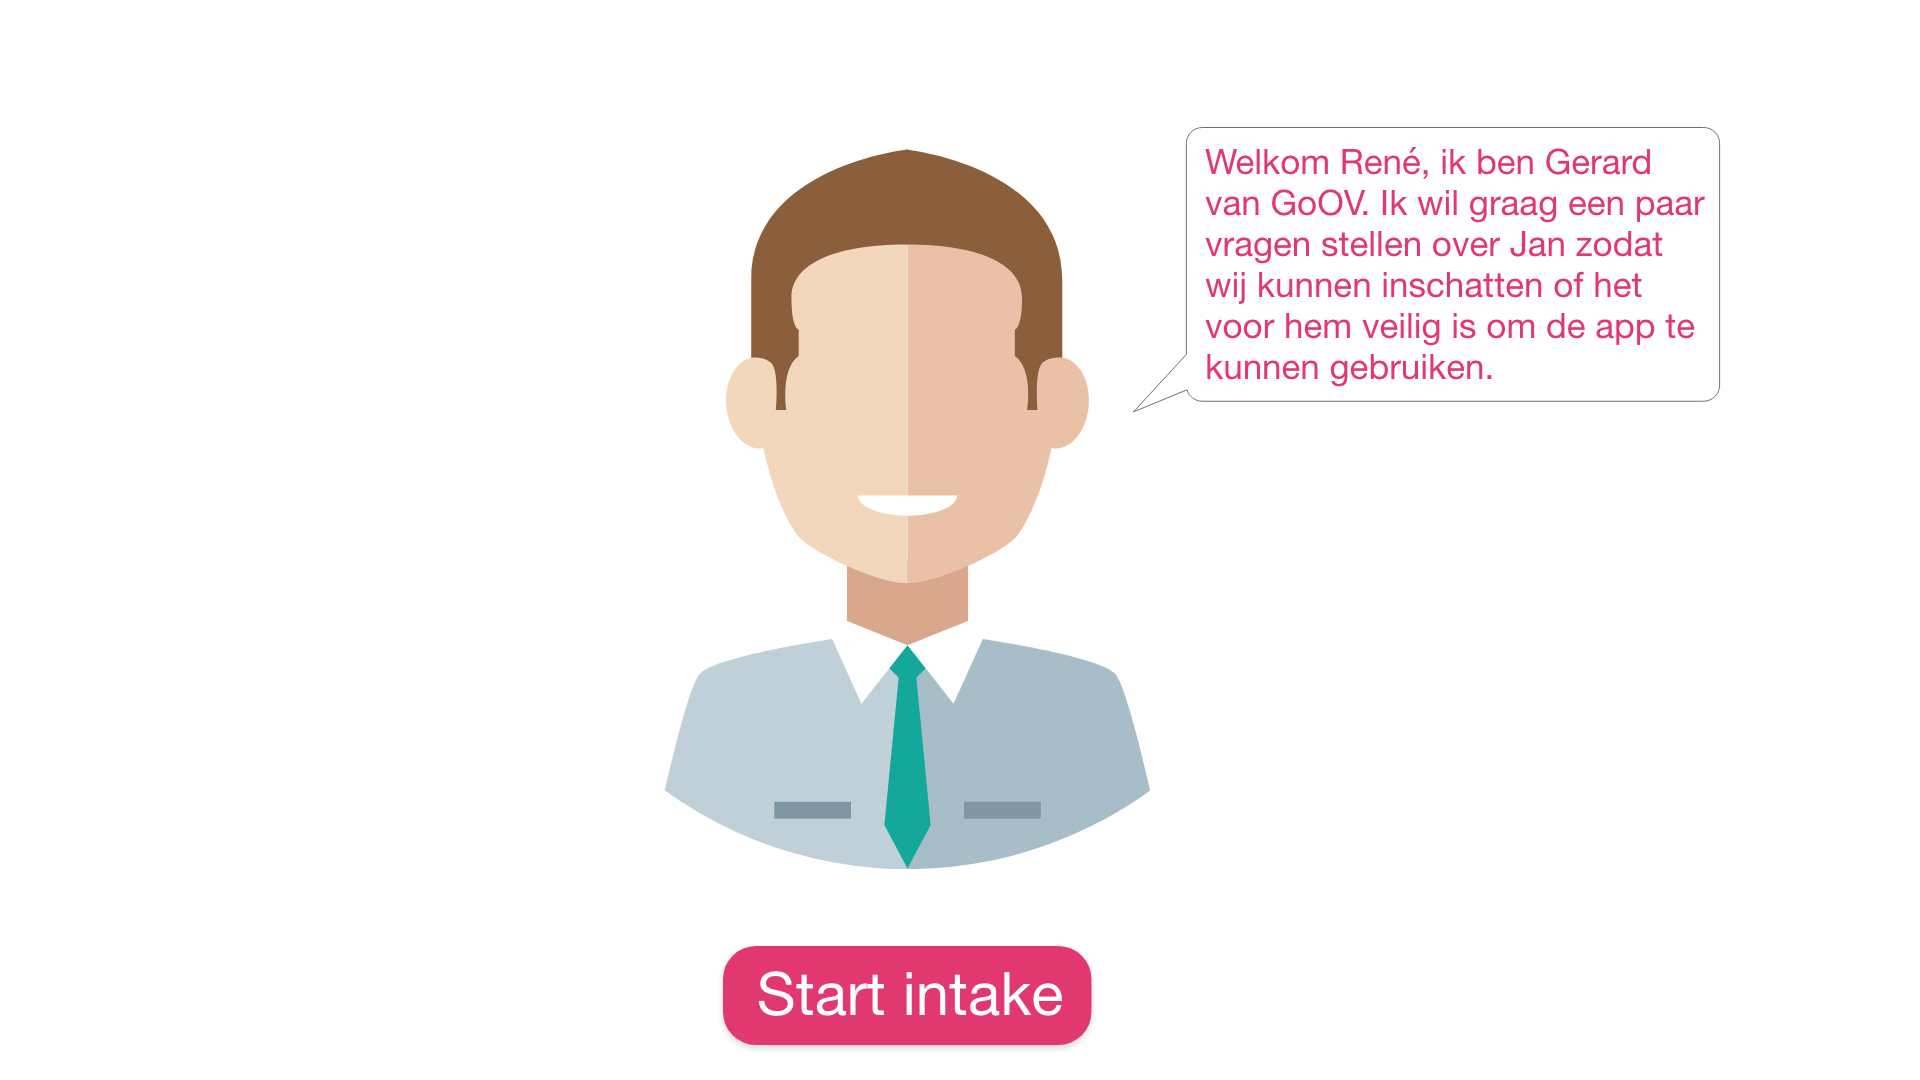 Welkom René, ik ben Gerard
van GoOV. Ik wil graag een paar
vragen stellen over Jan zodat
wij kunnen inschatten of het
voor hem veilig is om de app te
kunnen gebruiken.
Start intake